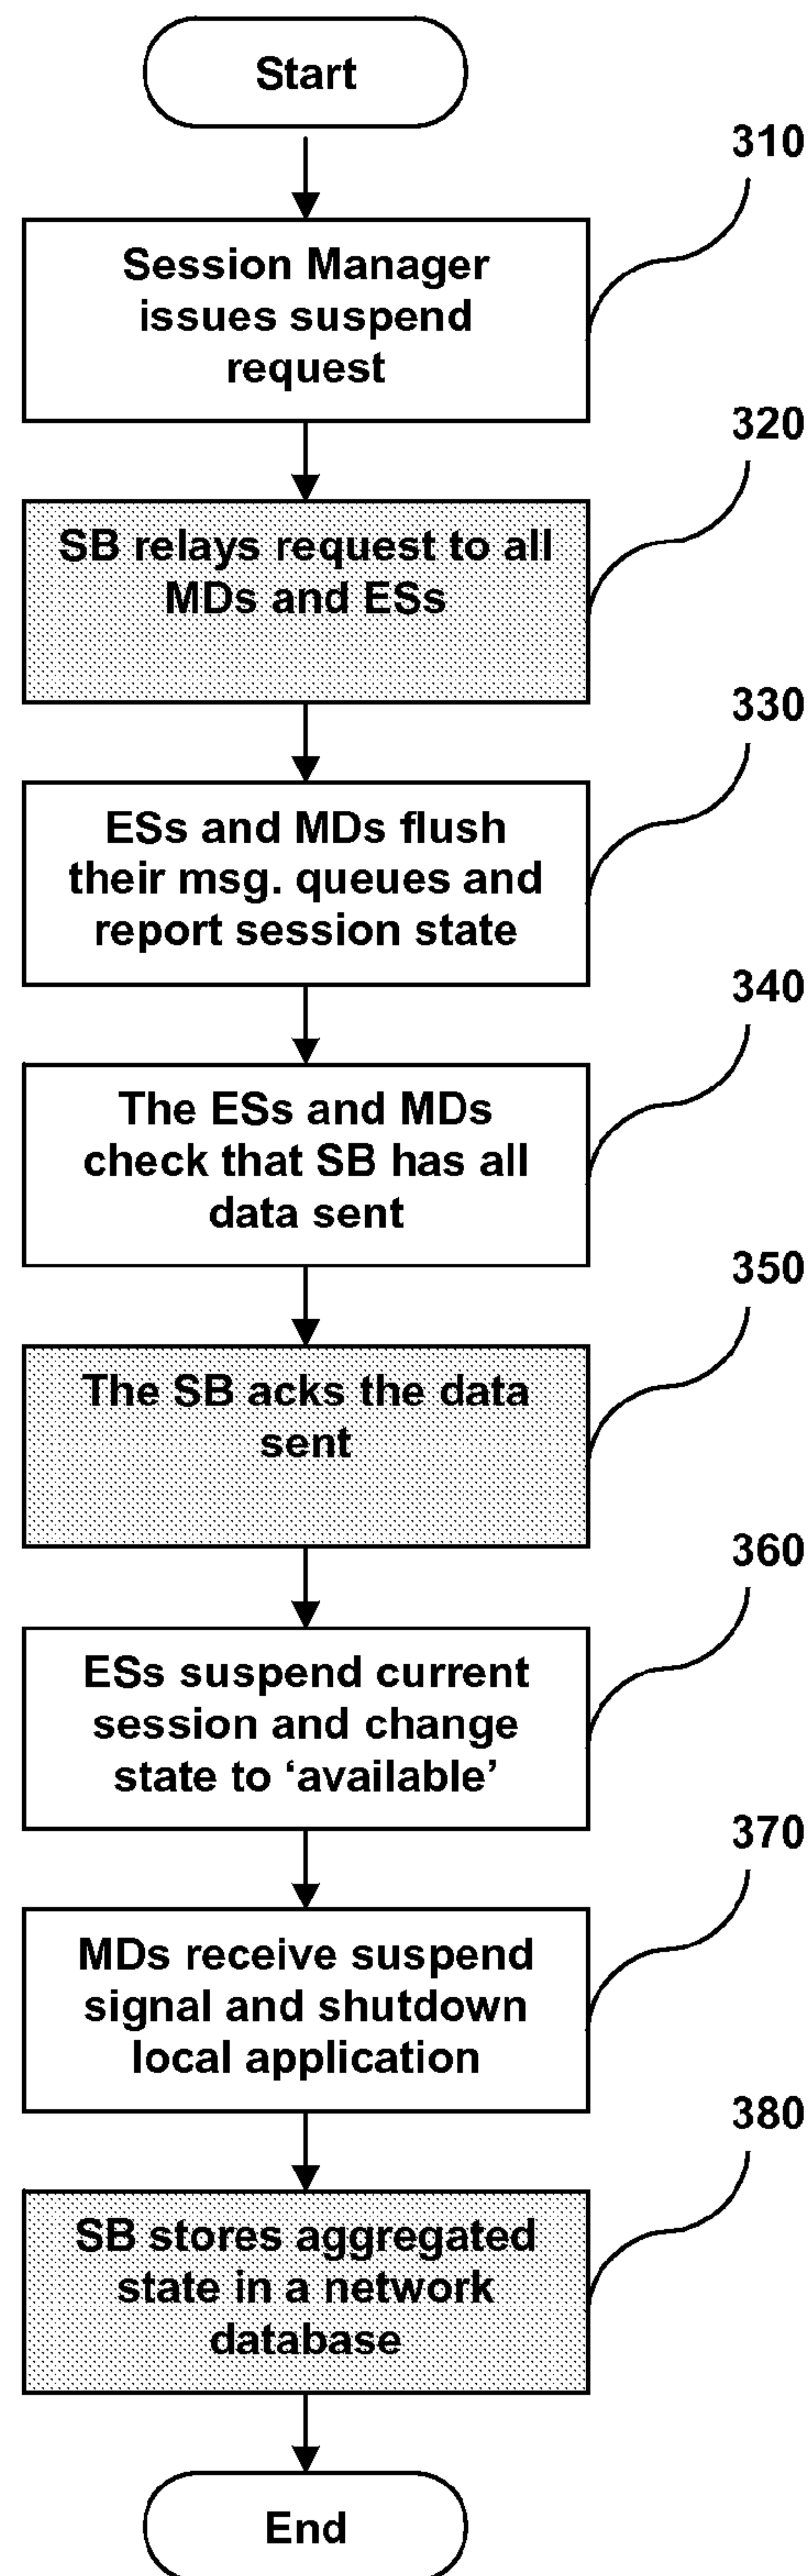 Start
310
Session Manager
issues suspend
request
320
SB relays request to all
MDs and ESs
330
ESs and MDs flush
their msg. queues and
report session state
340
The ESs and MDs
check that SB has all
data sent
350
The SB acks the data
sent
360
ESs suspend current
session and change
state to ‘available’
370
MDs receive suspend
signal and shutdown
local application
380
SB stores aggregated
state in a network
database
End